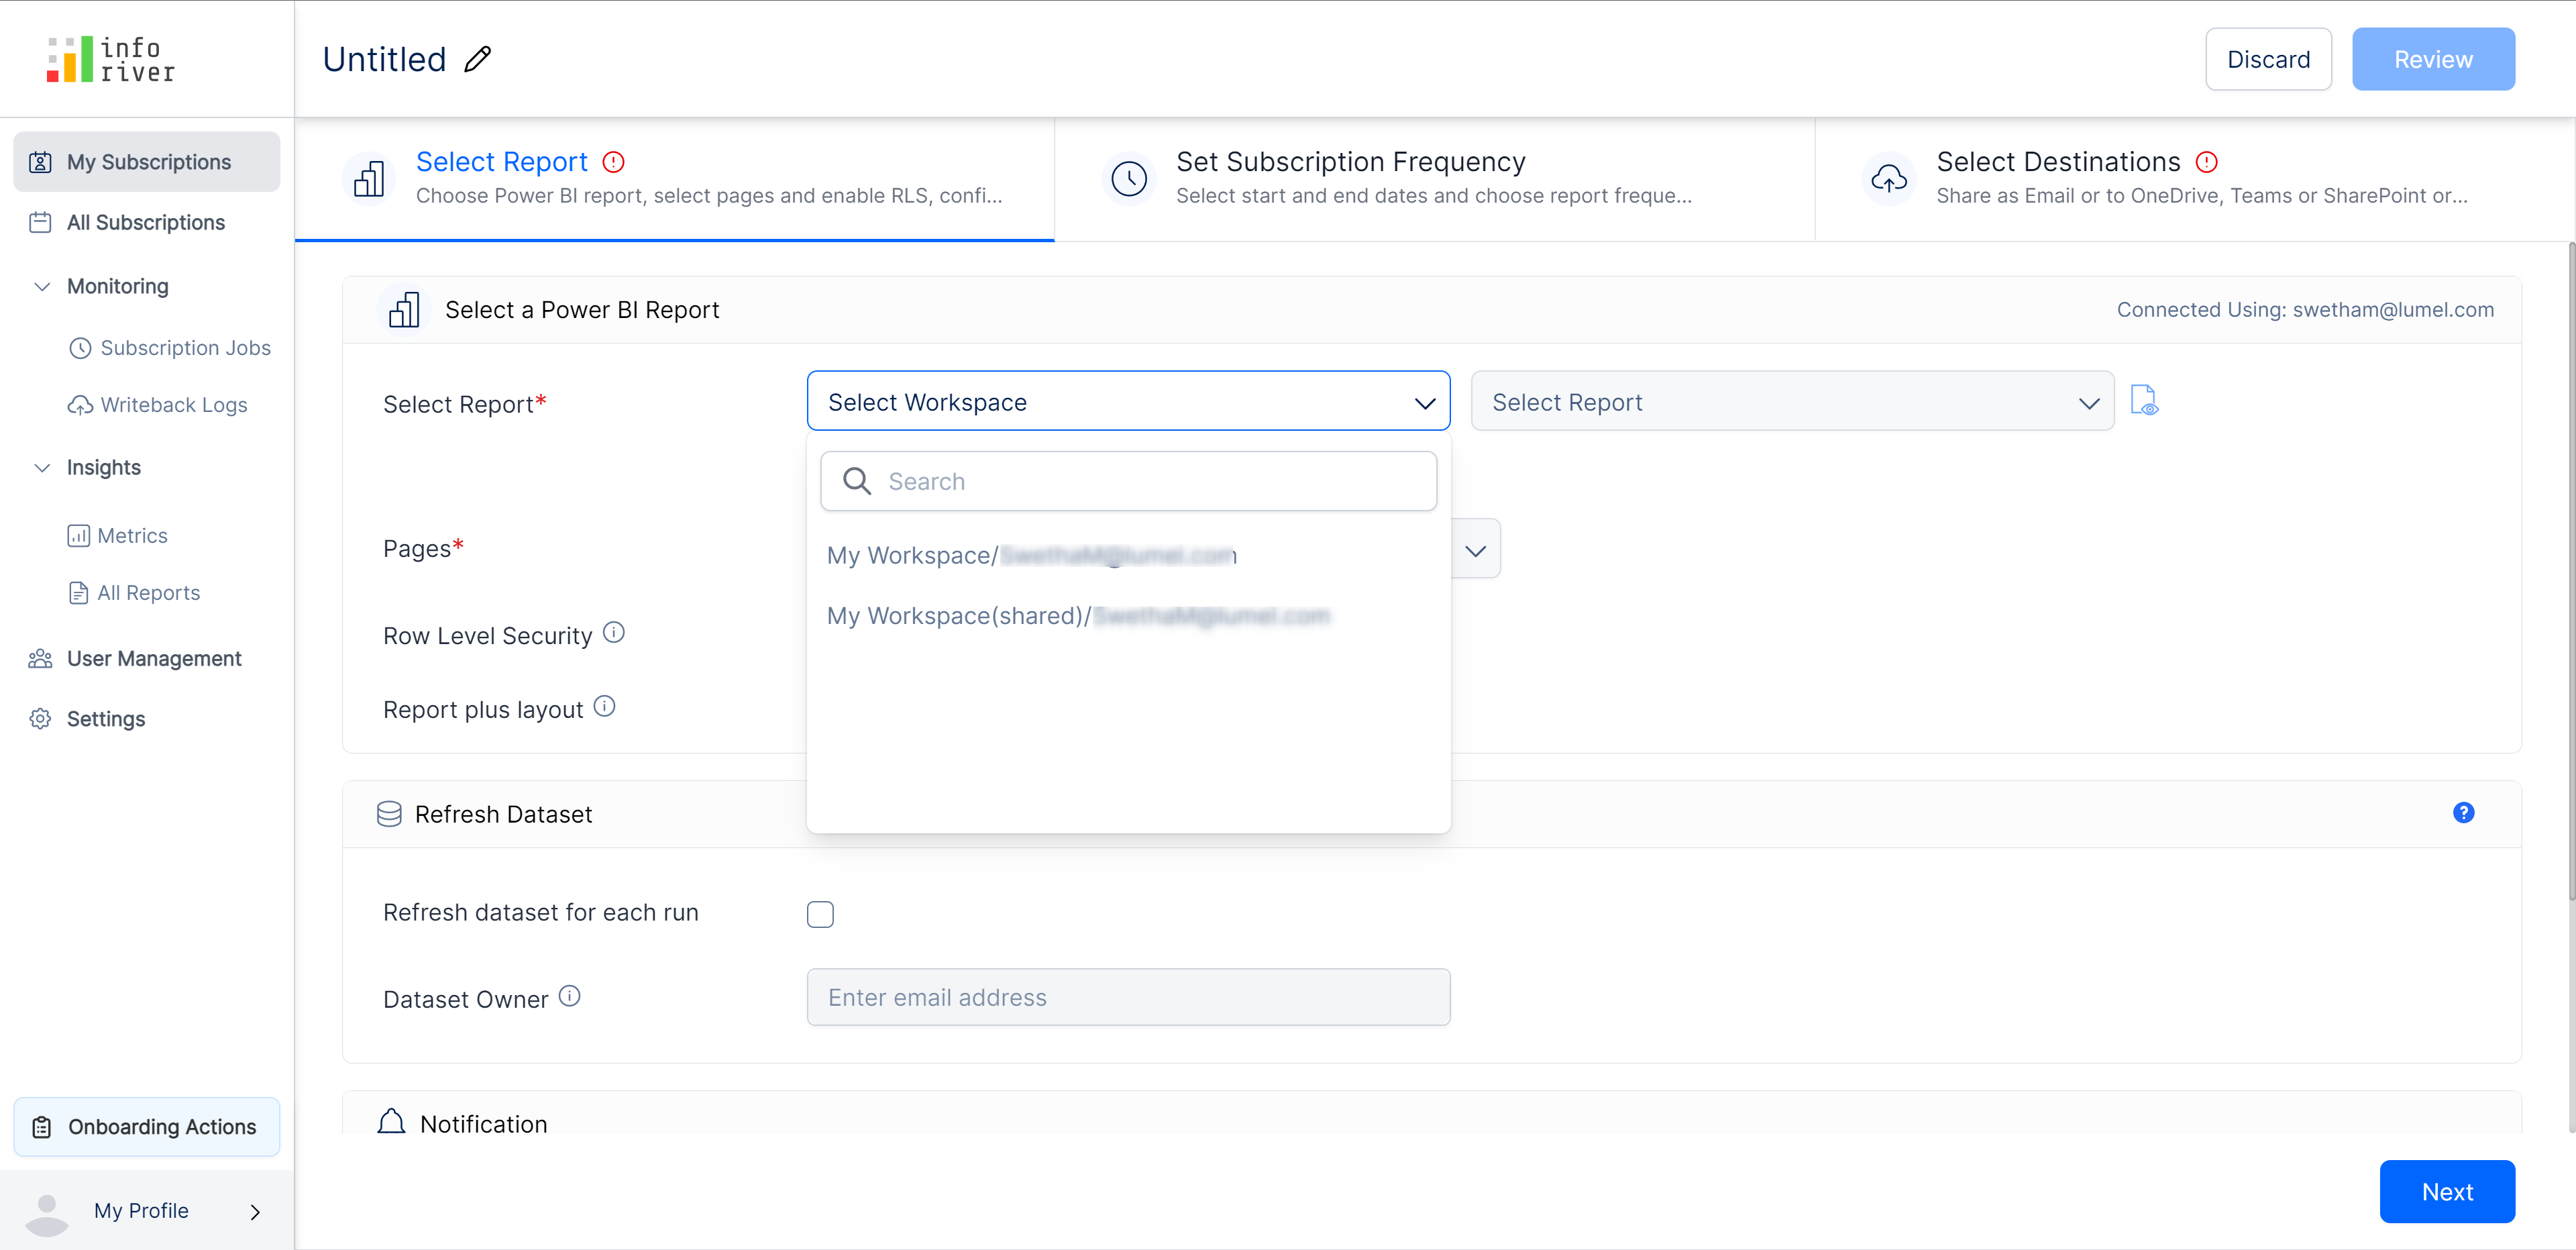 info
river
Untitled
Discard
Review
My Subscriptions
All Subscriptions
Monitoring
Subscription Jobs
Writeback Logs
Insights
Metrics
All Reports
User Management
Settings
Onboarding Actions
My Profile
Select Report
Choose Power BI report, select pages and enable RLS, confi...
Set Subscription Frequency
Select start and end dates and choose report freque...
Select Destinations
Share as Email or to OneDrive, Teams or SharePoint or...
Select a Power BI Report
Connected Using: swetham@lumel.com
Select Report*
Select Workspace
Select Report
Search
My Workspace/
My Workspace(shared)/
Pages*
Row Level Security
Report plus layout
Refresh Dataset
Refresh dataset for each run
Dataset Owner
Enter email address
Notification
Next